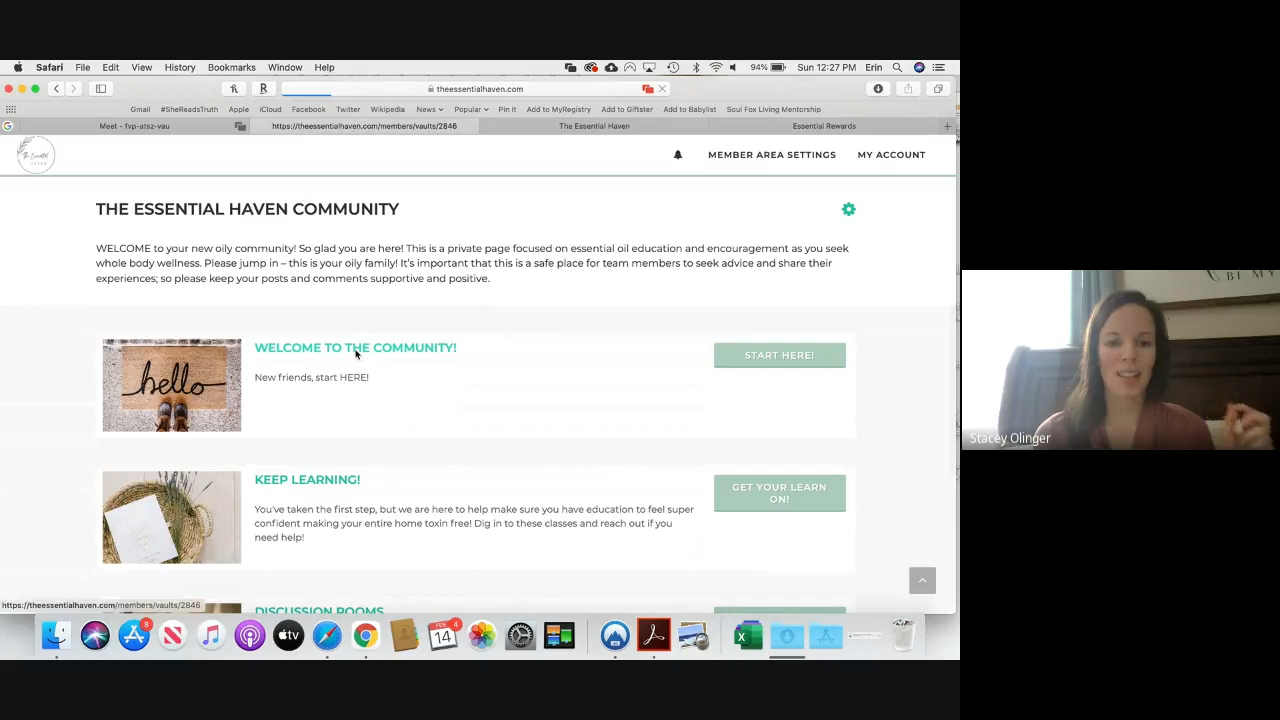 Safari File Edit View History Bookmarks Window Help
94% Sun 12:27 PM Erin
theessentialhaven.com
Gmail #SheReadsTruth Apple iCloud Facebook Twitter Wikipedia News Popular Pin It Add to MyRegistry Add to Giftster Add to Babylist Soul Fox Living Mentorship
Meet - fvp-atsz-vau https://theessentialhaven.com/members/vaults/2846 The Essential Haven Essential Rewards
MEMBER AREA SETTINGS MY ACCOUNT
THE ESSENTIAL HAVEN COMMUNITY
WELCOME to your new oily community! So glad you are here! This is a private page focused on essential oil education and encouragement as you seek
whole body wellness. Please jump in – this is your oily family! It's important that this is a safe place for team members to seek advice and share their
experiences; so please keep your posts and comments supportive and positive.
hello
WELCOME TO THE COMMUNITY!
New friends, start HERE!
START HERE!
KEEP LEARNING!
You've taken the first step, but we are here to help make sure you have education to feel super
confident making your entire home toxin free! Dig in to these classes and reach out if you
need help!
GET YOUR LEARN
ON!
DISCUSSION ROOMS
https://theessentialhaven.com/members/vaults/2846
8
FEB 4
14
tv
Stacey Olinger